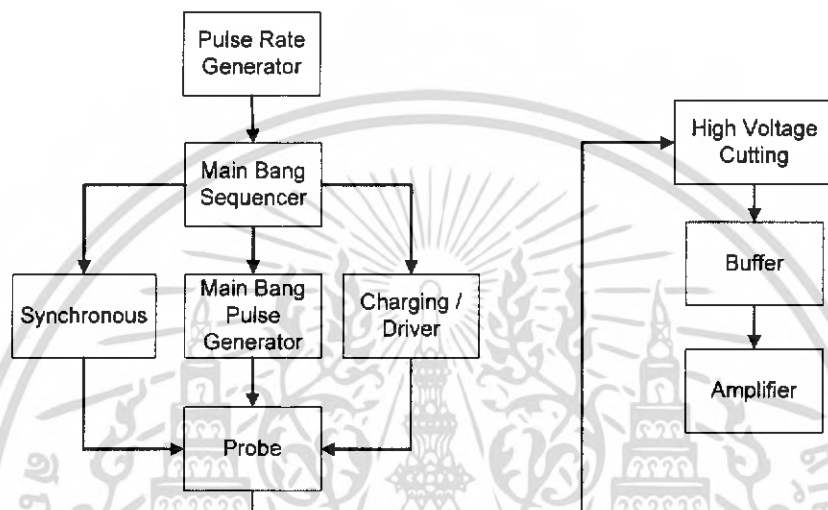 Pulse Rate
Generator
Main Bang
Sequencer
Synchronous
Main Bang
Pulse
Generator
Charging /
Driver
Probe
High Voltage
Cutting
Buffer
Amplifier